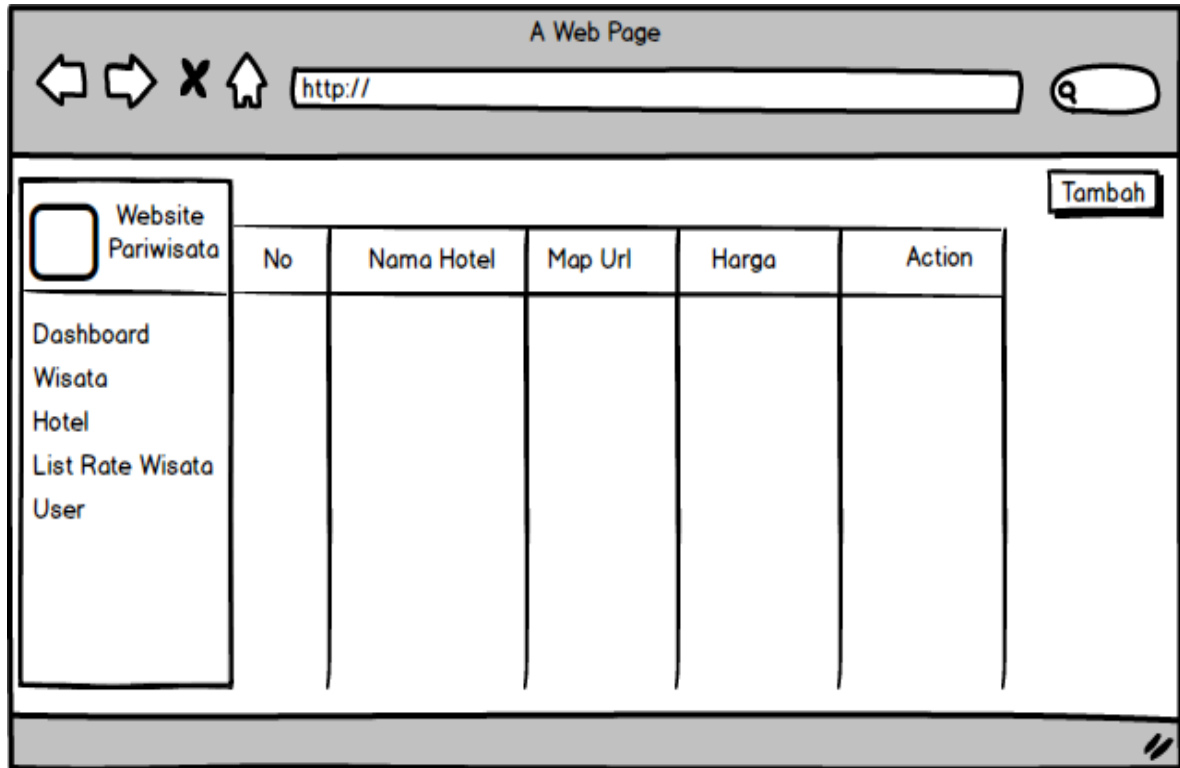 A Web Page
http://
Tambah
Website
Pariwisata
No Nama Hotel Map Url Harga Action
Dashboard
Wisata
Hotel
List Rate Wisata
User